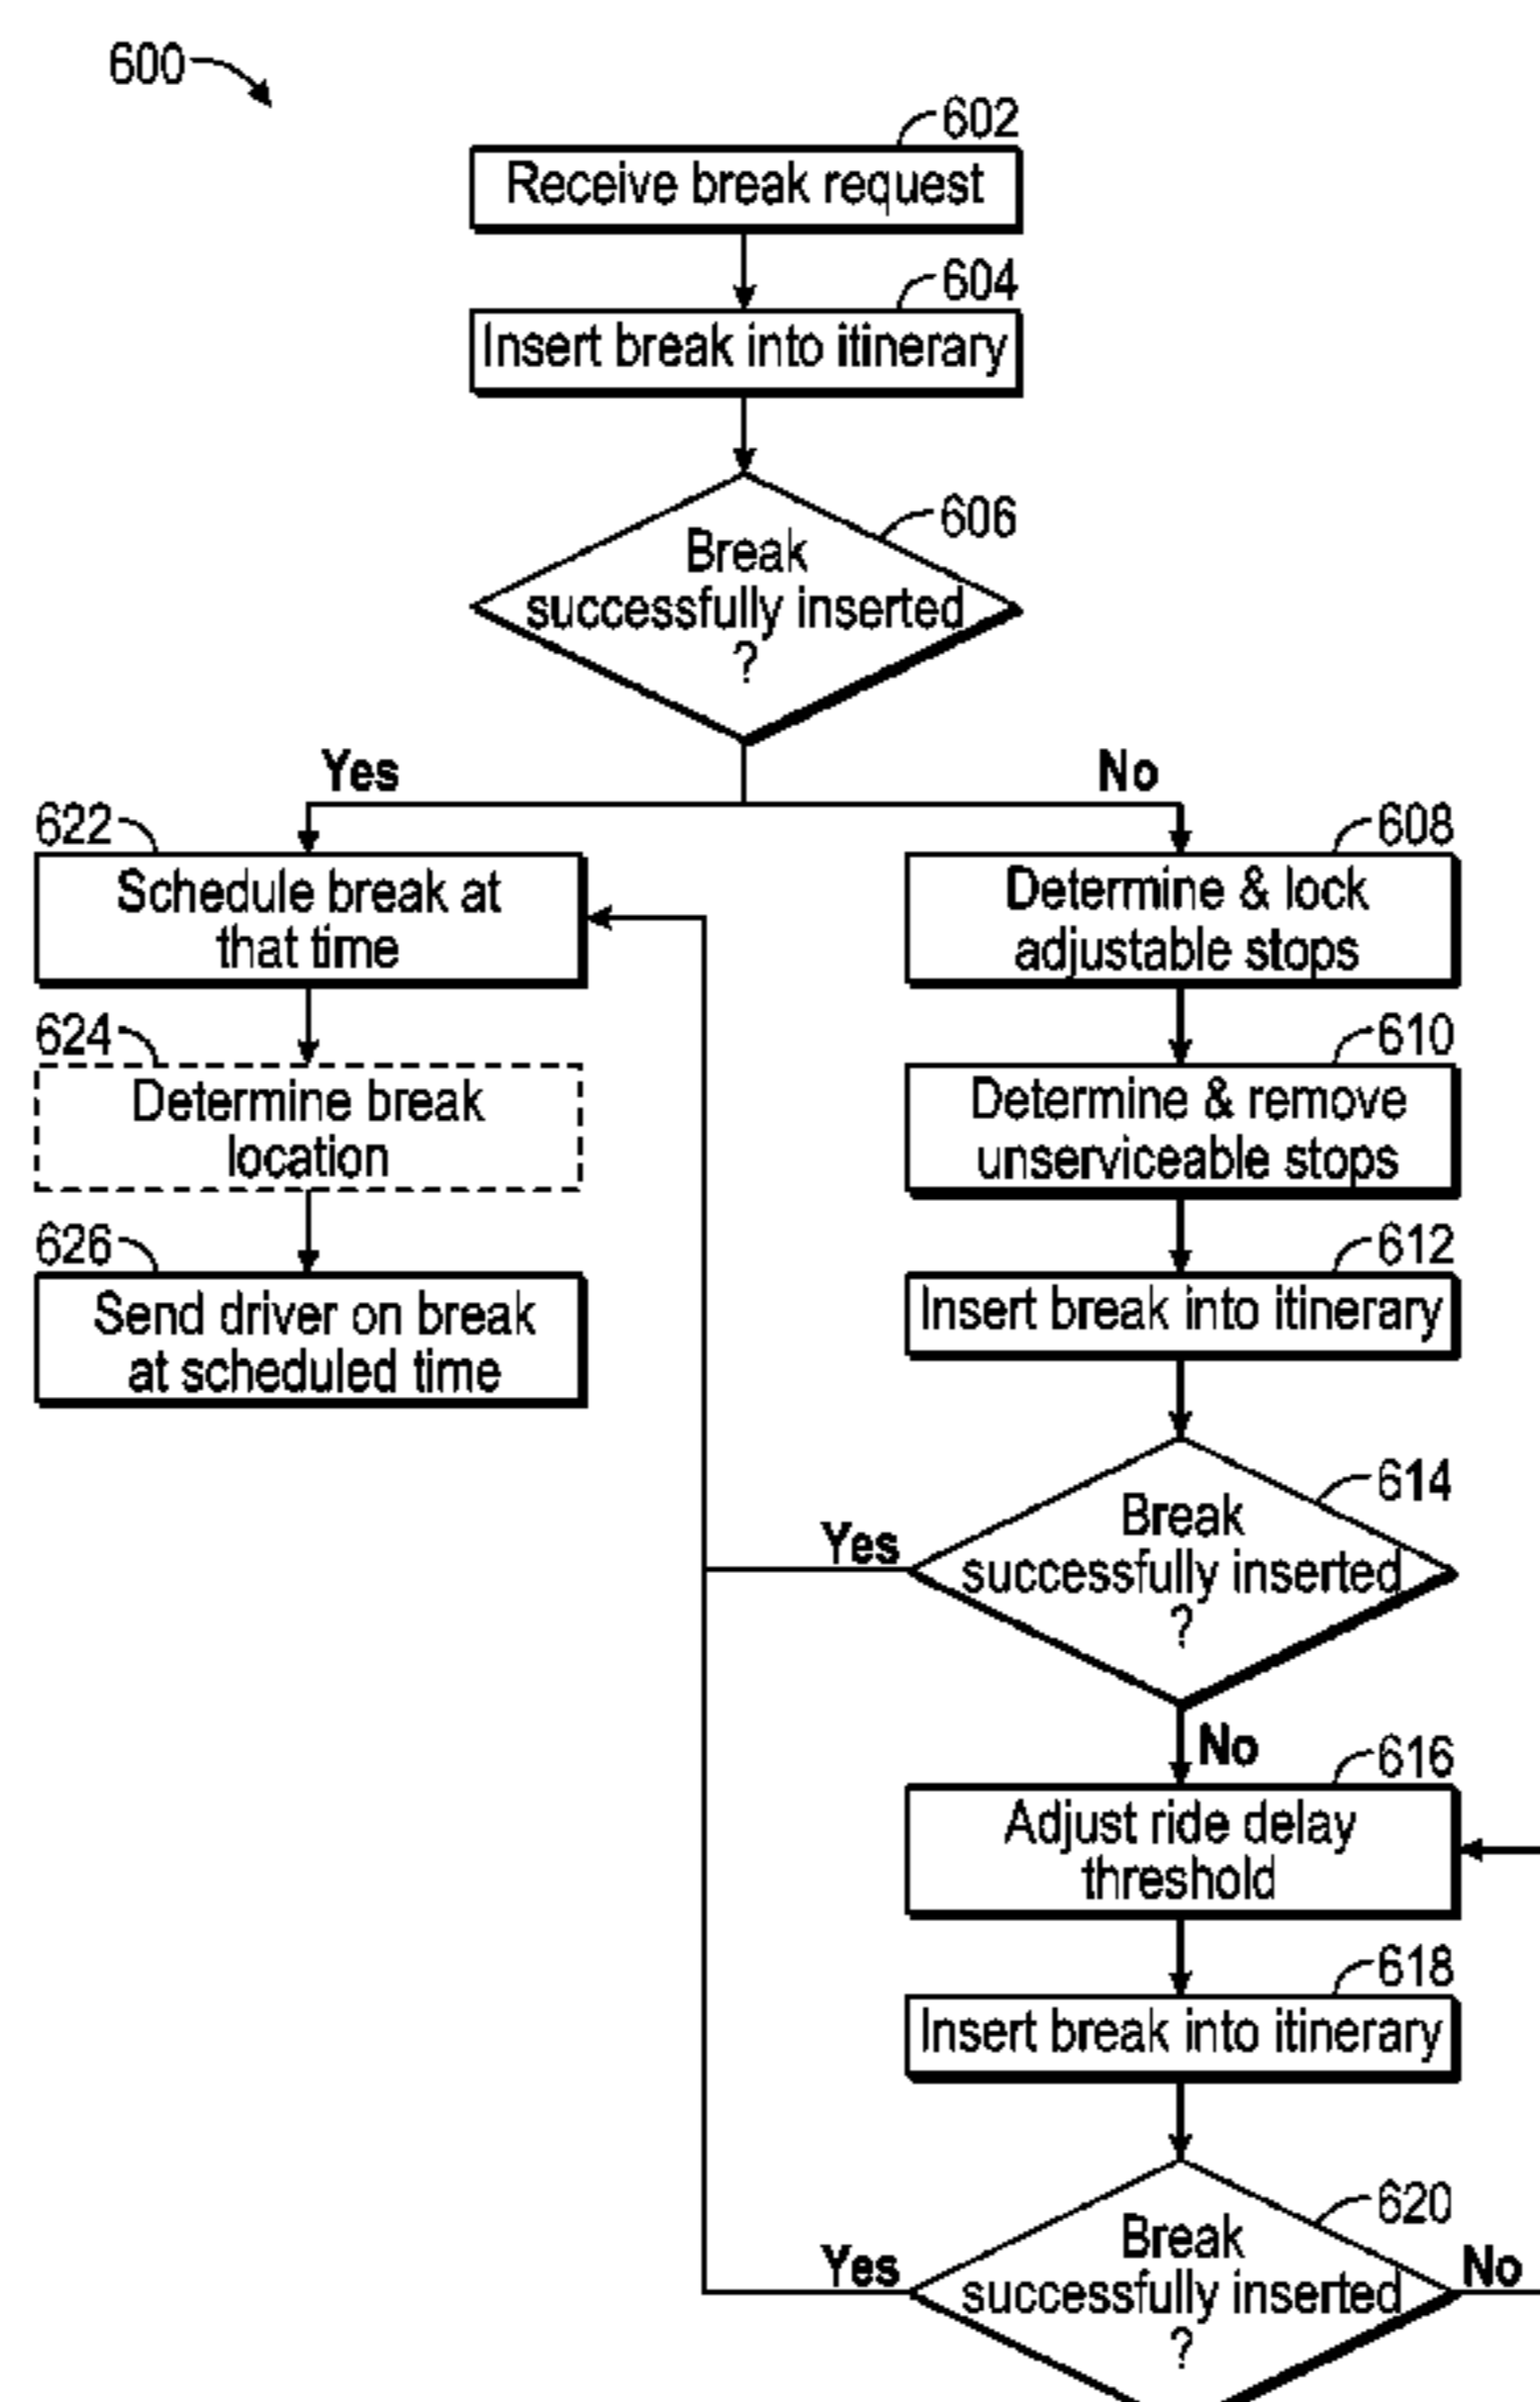 600
602
Receive break request
604
Insert break into itinerary
606
Break
successfully inserted
?
Yes
No
622
Schedule break at
that time
608
Determine & lock
adjustable stops
624
Determine break
location
610
Determine & remove
unserviceable stops
626
Send driver on break
at scheduled time
612
Insert break into itinerary
614
Break
successfully inserted
?
Yes
No
616
Adjust ride delay
threshold
618
Insert break into itinerary
620
Break
successfully inserted
?
Yes
No